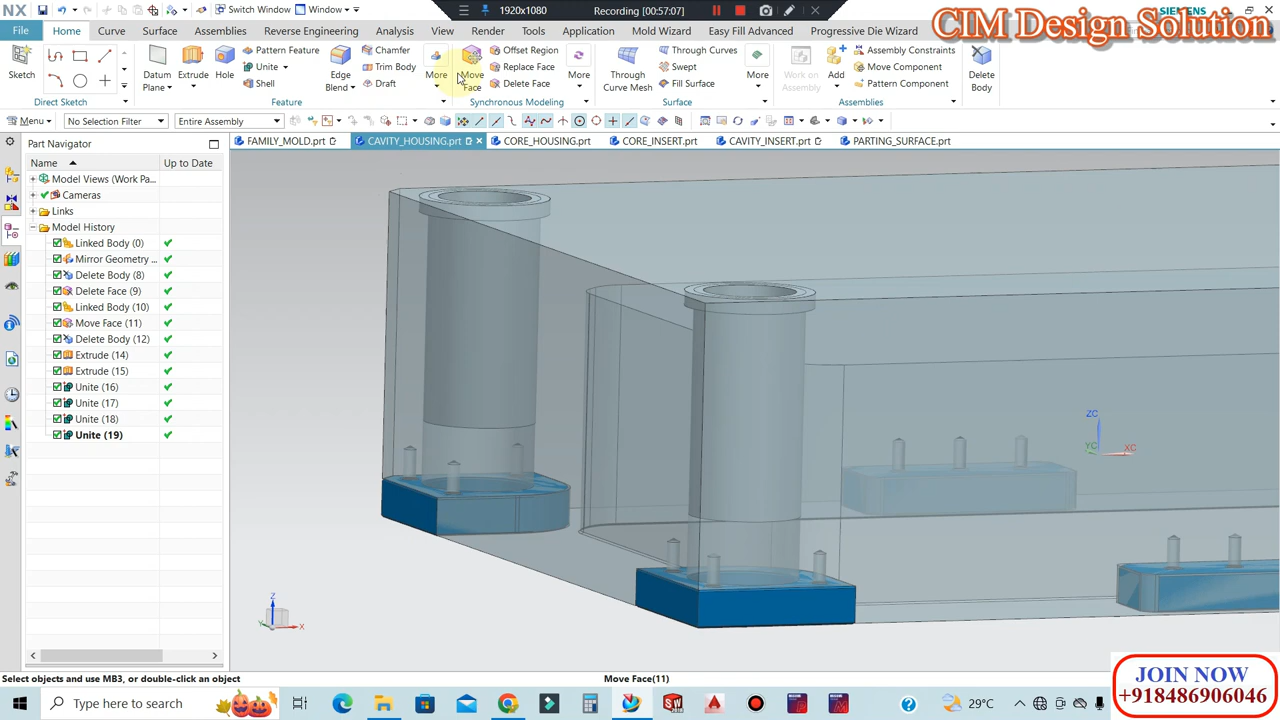 NX
Switch Window
Window
1920x1080
Recording [00:57:07]
SIEMENS
CIM Design Solution
File
Home
Curve
Surface
Assemblies
Reverse Engineering
Analysis
View
Render
Tools
Application
Mold Wizard
Easy Fill Advanced
Progressive Die Wizard
Sketch
Direct Sketch
Datum Plane
Extrude
Hole
Pattern Feature
Unite
Shell
Edge Blend
Chamfer
Trim Body
Draft
More
Feature
Move Face
Offset Region
Replace Face
Delete Face
More
Synchronous Modeling
Through Curve Mesh
Through Curves
Swept
Fill Surface
More
Surface
Work on Assembly
Add
Assembly Constraints
Move Component
Pattern Component
Assemblies
Delete Body
Menu
No Selection Filter
Entire Assembly
Part Navigator
FAMILY_MOLD.prt
CAVITY_HOUSING.prt
CORE_HOUSING.prt
CORE_INSERT.prt
CAVITY_INSERT.prt
PARTING_SURFACE.prt
Name
Up to Date
Model Views (Work Pa...
Cameras
Links
Model History
Linked Body (0)
Mirror Geometry ...
Delete Body (8)
Delete Face (9)
Linked Body (10)
Move Face (11)
Delete Body (12)
Extrude (14)
Extrude (15)
Unite (16)
Unite (17)
Unite (18)
Unite (19)
ZC
YC
XC
Z
Y
X
Select objects and use MB3, or double-click an object
Move Face(11)
JOIN NOW
+918486906046
Type here to search
29°C